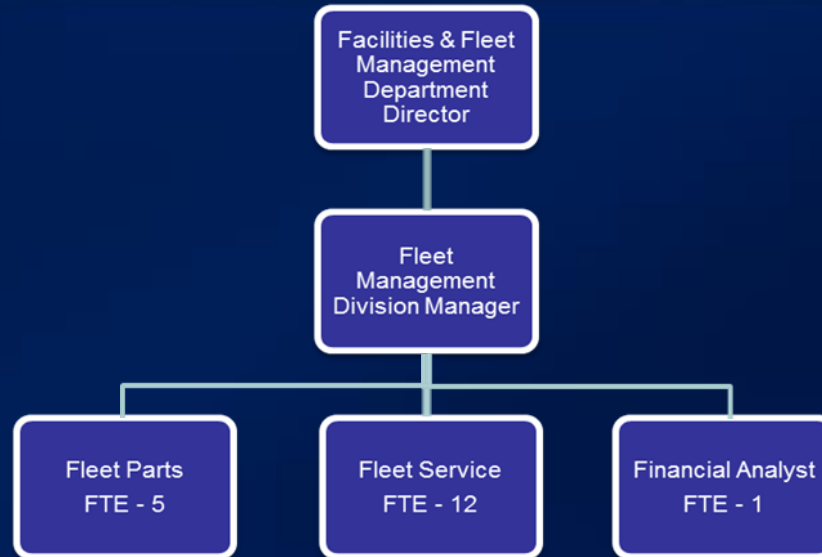 Facilities & Fleet
Management
Department
Director
Fleet
Management
Division Manager
Fleet Parts
FTE - 5
Fleet Service
FTE - 12
Financial Analyst
FTE - 1